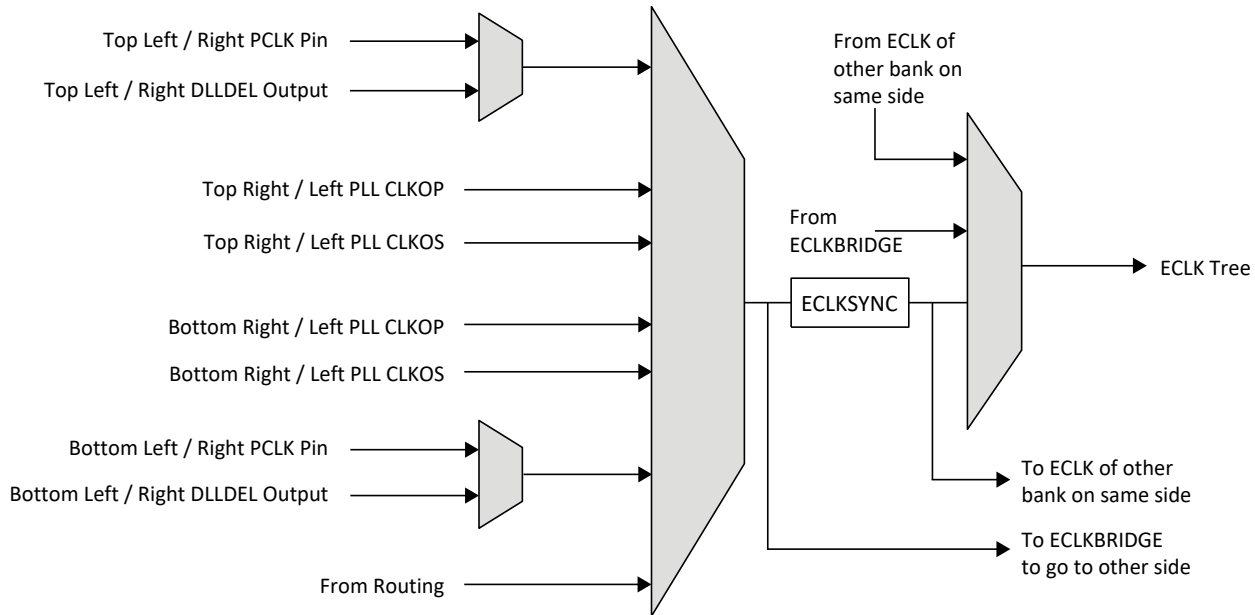 Top Left / Right PCLK Pin
Top Left / Right DLLDEL Output
Top Right / Left PLL CLKOP
Top Right / Left PLL CLKOS
Bottom Right / Left PLL CLKOP
Bottom Right / Left PLL CLKOS
Bottom Left / Right PCLK Pin
Bottom Left / Right DLLDEL Output
From Routing
From ECLK of
other bank on
same side
From
ECLKBRIDGE
ECLKSYNC
ECLK Tree
To ECLK of other
bank on same side
To ECLKBRIDGE
to go to other side